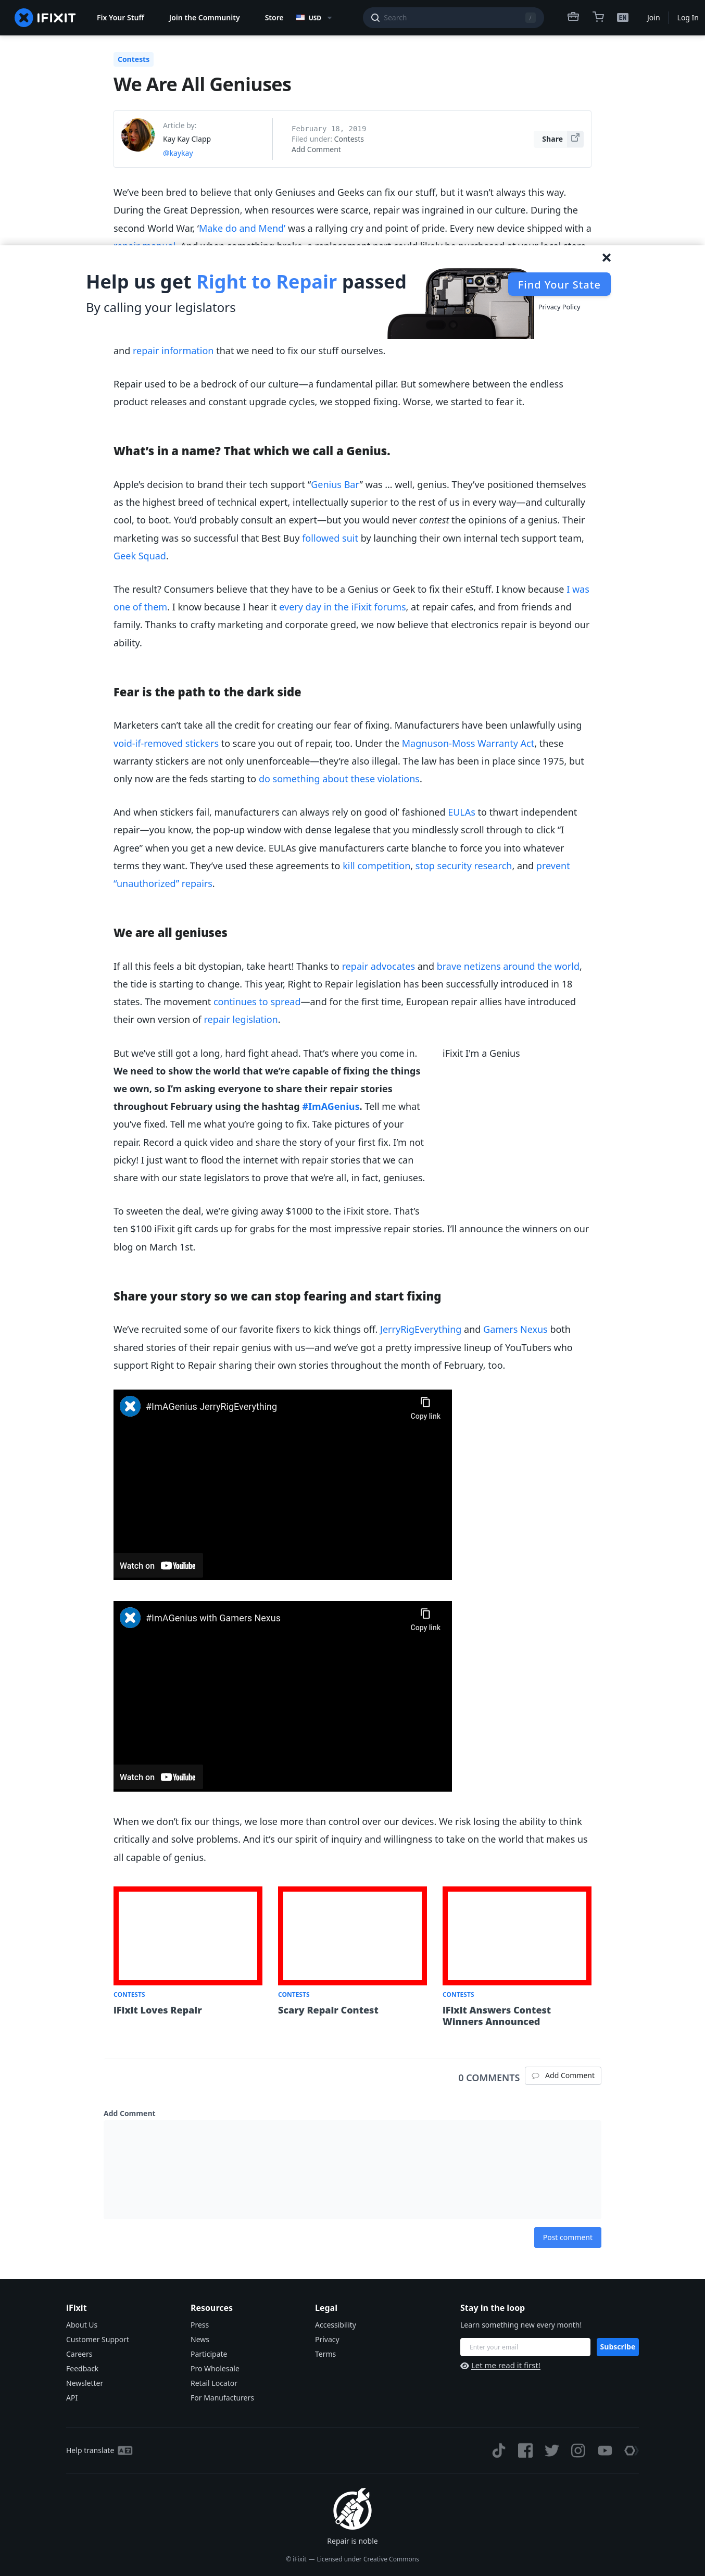 IFIXIT
Fix Your Stuff
Join the Community
Store
USD
Search
/
EN
Join
Log In
Contests
We Are All Geniuses
Article by:
Kay Kay Clapp
@kaykay
February 18, 2019
Filed under: Contests
Add Comment
Share
We’ve been bred to believe that only Geniuses and Geeks can fix our stuff, but it wasn’t always this way.
During the Great Depression, when resources were scarce, repair was ingrained in our culture. During the
second World War, ‘Make do and Mend’ was a rallying cry and point of pride. Every new device shipped with a
Help us get Right to Repair passed
By calling your legislators
Find Your State
Privacy Policy
and repair information that we need to fix our stuff ourselves.
Repair used to be a bedrock of our culture—a fundamental pillar. But somewhere between the endless
product releases and constant upgrade cycles, we stopped fixing. Worse, we started to fear it.
What’s in a name? That which we call a Genius.
Apple’s decision to brand their tech support “Genius Bar” was … well, genius. They’ve positioned themselves
as the highest breed of technical expert, intellectually superior to the rest of us in every way—and culturally
cool, to boot. You’d probably consult an expert—but you would never contest the opinions of a genius. Their
marketing was so successful that Best Buy followed suit by launching their own internal tech support team,
Geek Squad.
The result? Consumers believe that they have to be a Genius or Geek to fix their eStuff. I know because I was
one of them. I know because I hear it every day in the iFixit forums, at repair cafes, and from friends and
family. Thanks to crafty marketing and corporate greed, we now believe that electronics repair is beyond our
ability.
Fear is the path to the dark side
Marketers can’t take all the credit for creating our fear of fixing. Manufacturers have been unlawfully using
void-if-removed stickers to scare you out of repair, too. Under the Magnuson-Moss Warranty Act, these
warranty stickers are not only unenforceable—they’re also illegal. The law has been in place since 1975, but
only now are the feds starting to do something about these violations.
And when stickers fail, manufacturers can always rely on good ol’ fashioned EULAs to thwart independent
repair—you know, the pop-up window with dense legalese that you mindlessly scroll through to click “I
Agree” when you get a new device. EULAs give manufacturers carte blanche to force you into whatever
terms they want. They’ve used these agreements to kill competition, stop security research, and prevent
“unauthorized” repairs.
We are all geniuses
If all this feels a bit dystopian, take heart! Thanks to repair advocates and brave netizens around the world,
the tide is starting to change. This year, Right to Repair legislation has been successfully introduced in 18
states. The movement continues to spread—and for the first time, European repair allies have introduced
their own version of repair legislation.
But we’ve still got a long, hard fight ahead. That’s where you come in.
We need to show the world that we’re capable of fixing the things
we own, so I’m asking everyone to share their repair stories
throughout February using the hashtag #ImAGenius. Tell me what
you’ve fixed. Tell me what you’re going to fix. Take pictures of your
repair. Record a quick video and share the story of your first fix. I’m not
picky! I just want to flood the internet with repair stories that we can
share with our state legislators to prove that we’re all, in fact, geniuses.
iFixit I'm a Genius
To sweeten the deal, we’re giving away $1000 to the iFixit store. That’s
ten $100 iFixit gift cards up for grabs for the most impressive repair stories. I’ll announce the winners on our
blog on March 1st.
Share your story so we can stop fearing and start fixing
We’ve recruited some of our favorite fixers to kick things off. JerryRigEverything and Gamers Nexus both
shared stories of their repair genius with us—and we’ve got a pretty impressive lineup of YouTubers who
support Right to Repair sharing their own stories throughout the month of February, too.
#ImAGenius JerryRigEverything
Copy link
Watch on YouTube
#ImAGenius with Gamers Nexus
Copy link
Watch on YouTube
When we don’t fix our things, we lose more than control over our devices. We risk losing the ability to think
critically and solve problems. And it’s our spirit of inquiry and willingness to take on the world that makes us
all capable of genius.
CONTESTS
iFixit Loves Repair
CONTESTS
Scary Repair Contest
CONTESTS
iFixit Answers Contest
Winners Announced
0 COMMENTS
Add Comment
Add Comment
Post comment
iFixit
About Us
Customer Support
Careers
Feedback
Newsletter
API
Resources
Press
News
Participate
Pro Wholesale
Retail Locator
For Manufacturers
Legal
Accessibility
Privacy
Terms
Stay in the loop
Learn something new every month!
Enter your email
Subscribe
Let me read it first!
Help translate
Repair is noble
© iFixit — Licensed under Creative Commons